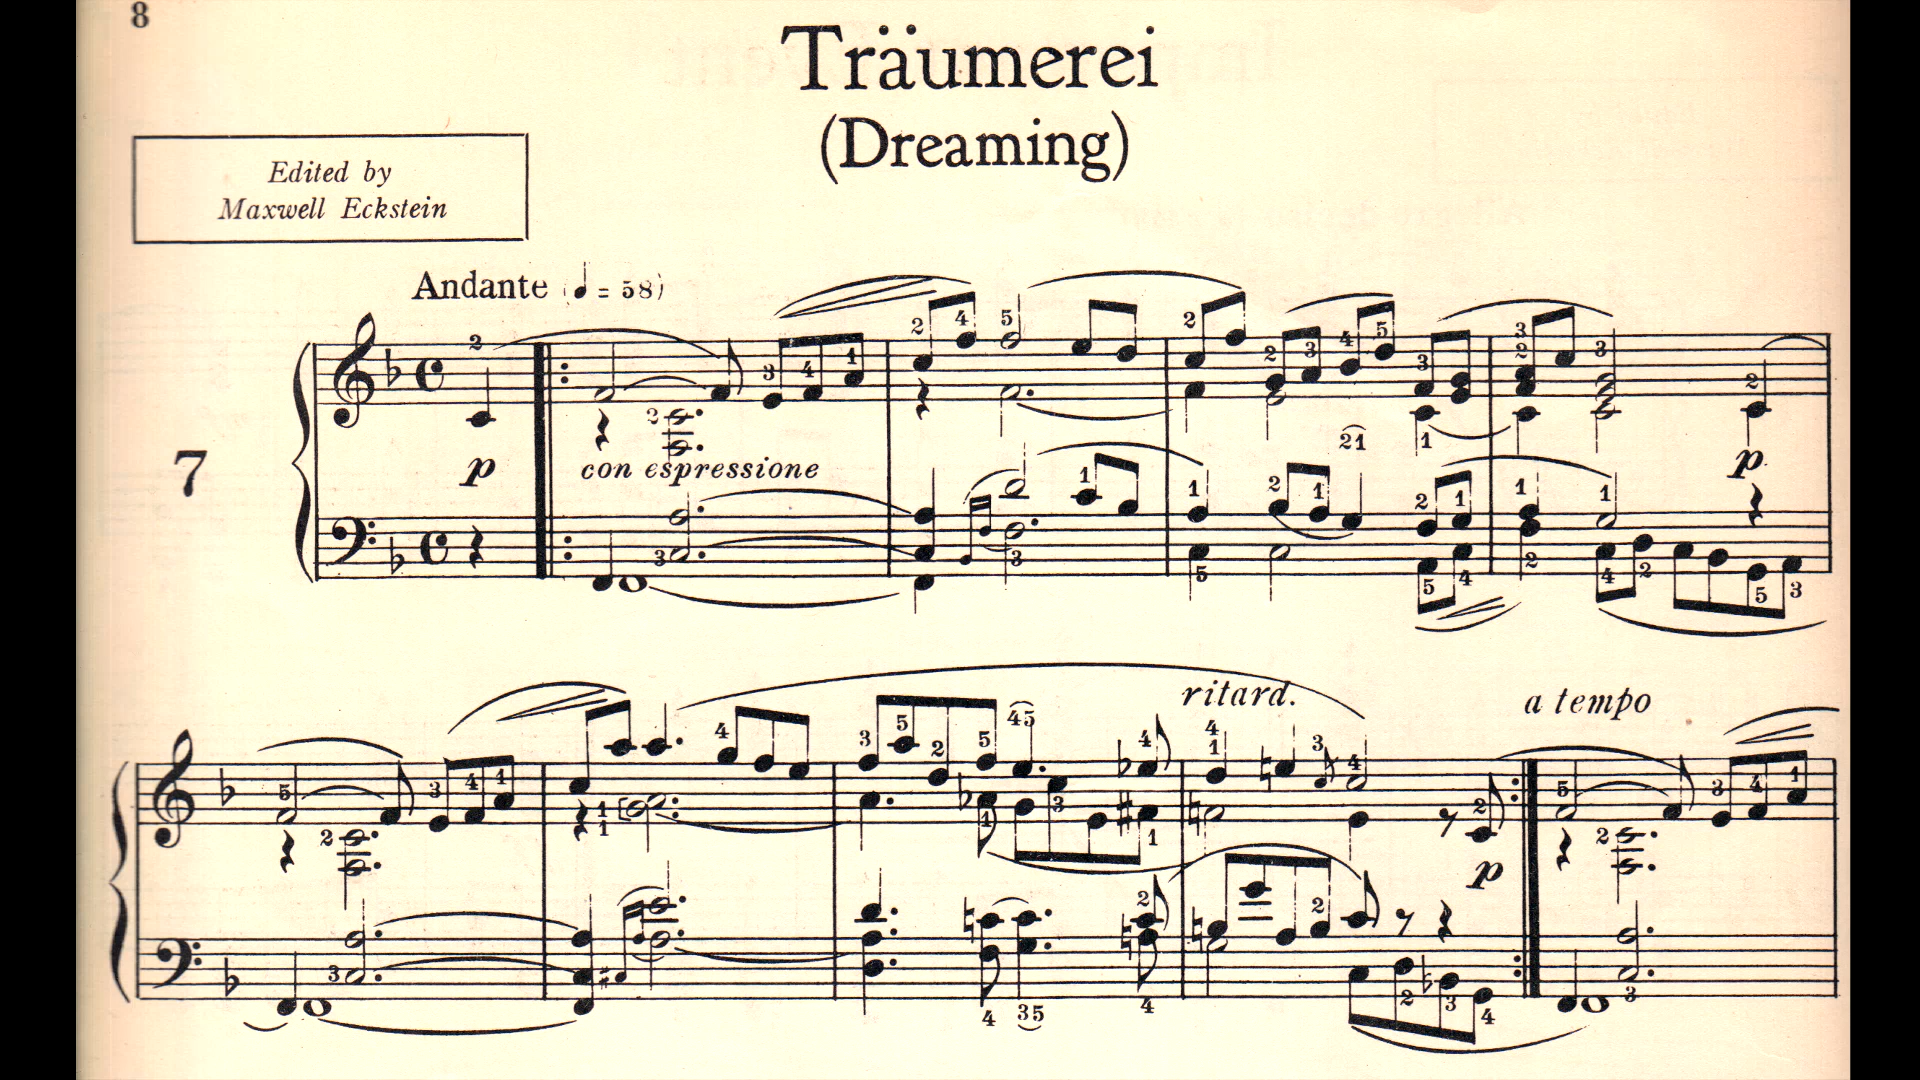 8
Träumerei
(Dreaming)
Edited by
Maxwell Eckstein
Andante (♩ = 58)
7
p
con espressione
p
ritard.
a tempo
p